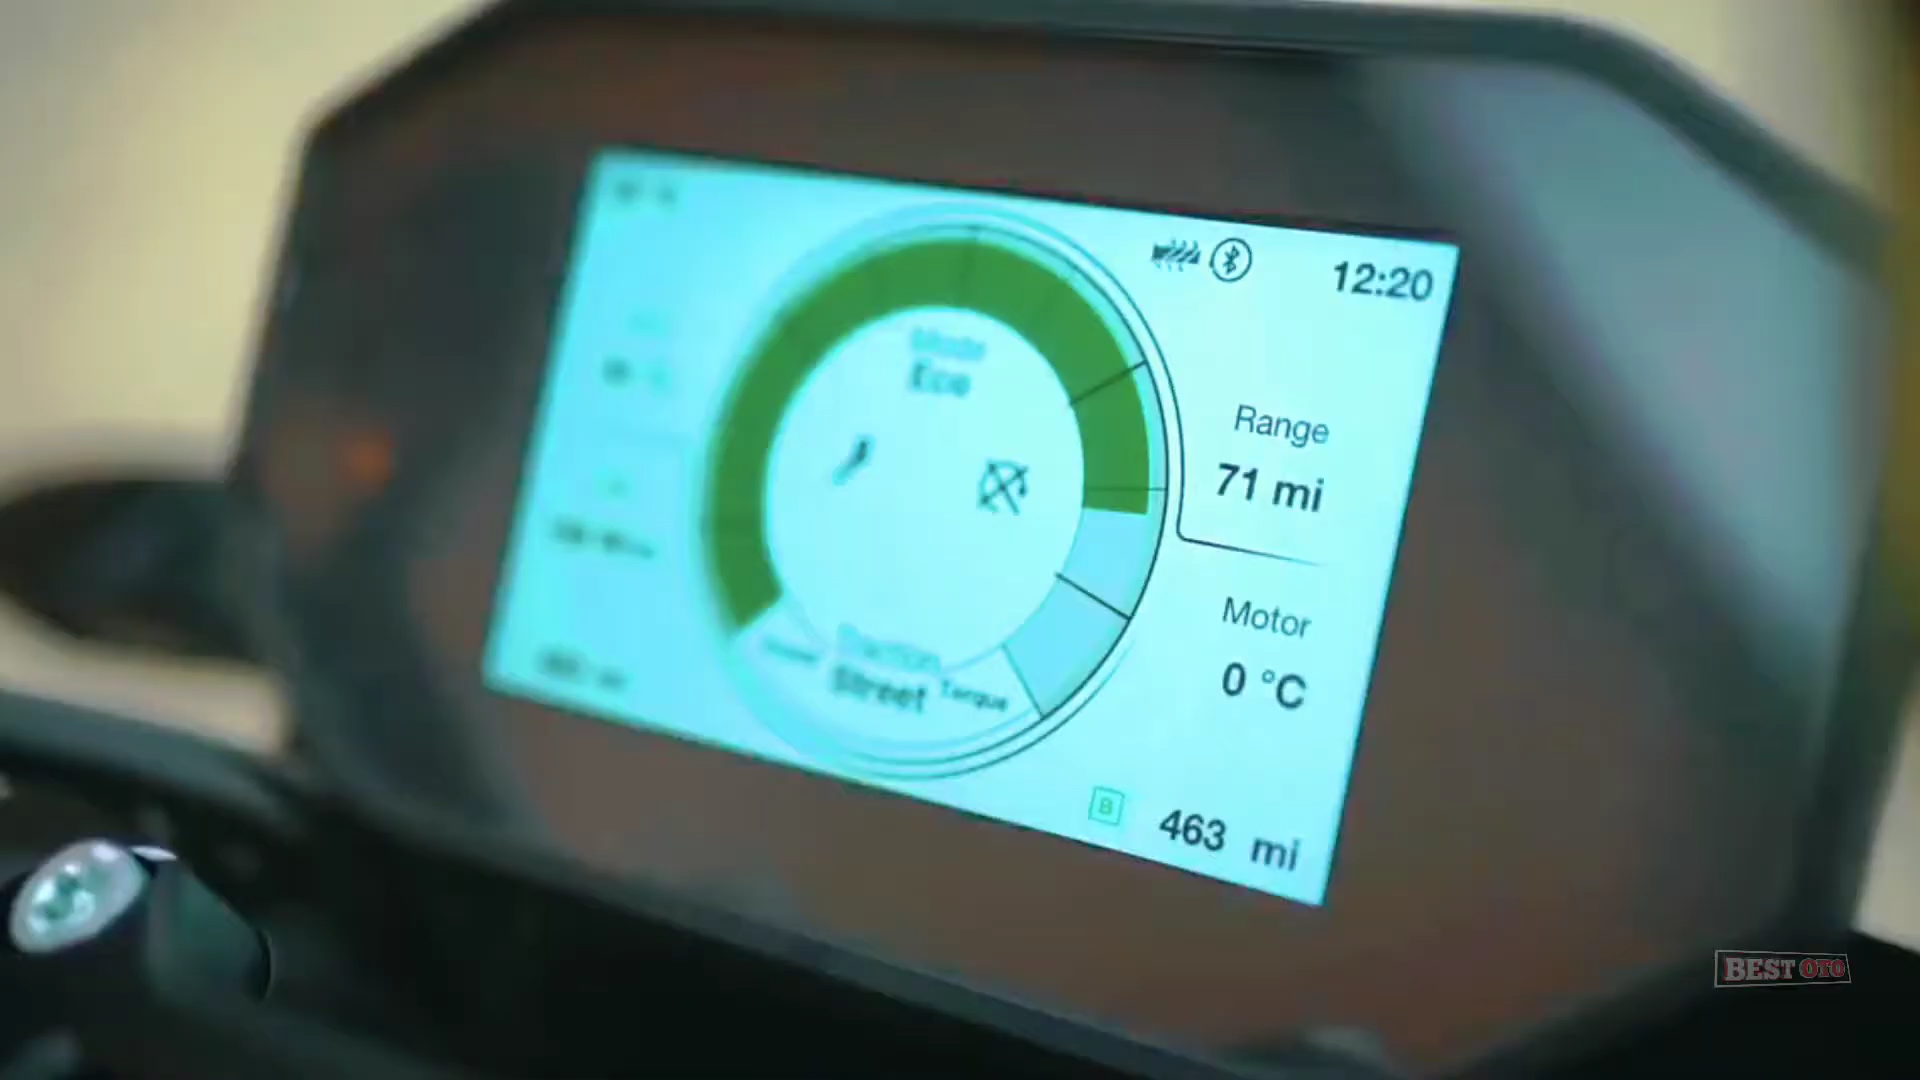 12:20
Mode
Eco
Range
71 mi
Motor
0 °C
Traction
Street
Torque
B
463 mi
BEST OTO